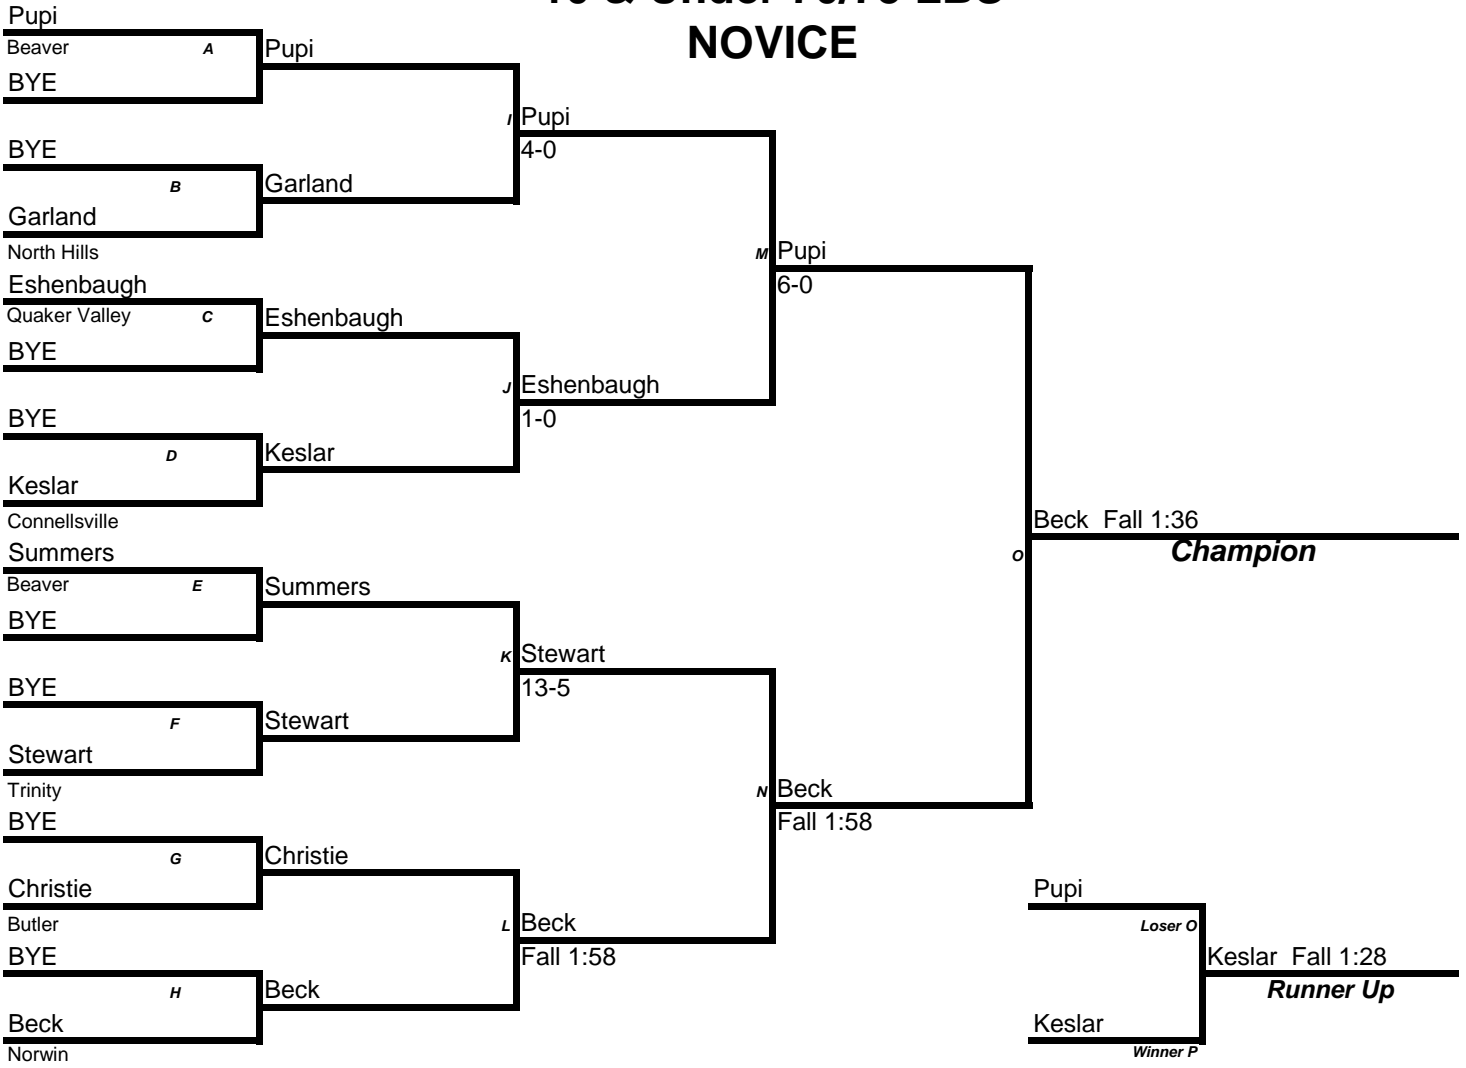 NOVICE
Pupi
Beaver
A
BYE
Pupi
BYE
B
Garland
North Hills
Garland
I
Pupi
4-0
Eshenbaugh
Quaker Valley
C
BYE
Eshenbaugh
BYE
D
Keslar
Connellsville
Keslar
J
Eshenbaugh
1-0
M
Pupi
6-0
Summers
Beaver
E
BYE
Summers
BYE
F
Stewart
Trinity
Stewart
K
Stewart
13-5
BYE
G
Christie
Butler
Christie
BYE
H
Beck
Norwin
Beck
L
Beck
Fall 1:58
N
Beck
Fall 1:58
O
Beck Fall 1:36
Champion
Pupi
Loser O
Keslar Fall 1:28
Runner Up
Keslar
Winner P